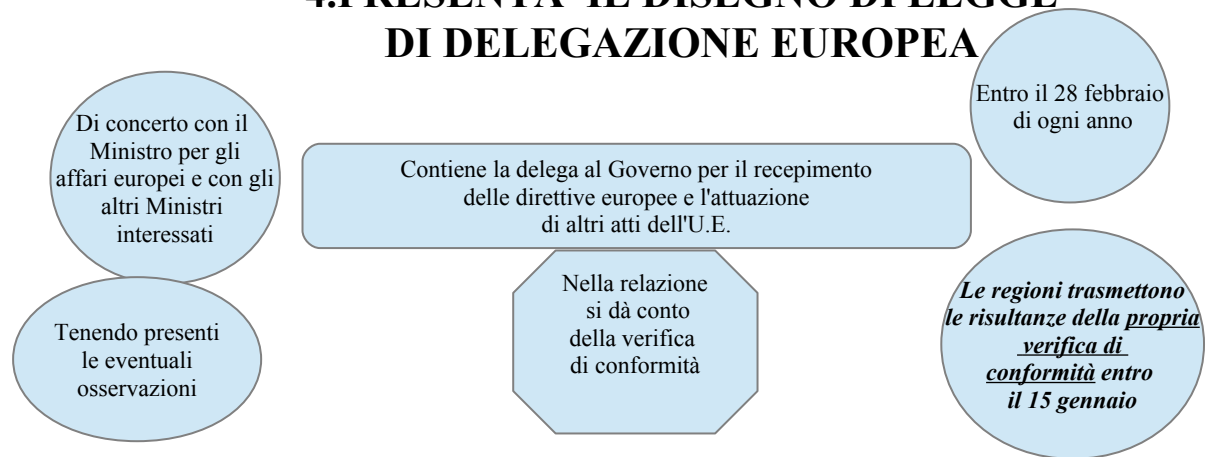 4.PRESENTA IL DISEGNO DI LEGGE
DI DELEGAZIONE EUROPEA
Entro il 28 febbraio
di ogni anno
Di concerto con il
Ministro per gli
affari europei e con gli
altri Ministri
interessati
Contiene la delega al Governo per il recepimento
delle direttive europee e l'attuazione
di altri atti dell'U.E.
Nella relazione
si dà conto
della verifica
di conformità
Tenendo presenti
le eventuali
osservazioni
Le regioni trasmettono
le risultanze della propria
verifica di
conformità entro
il 15 gennaio